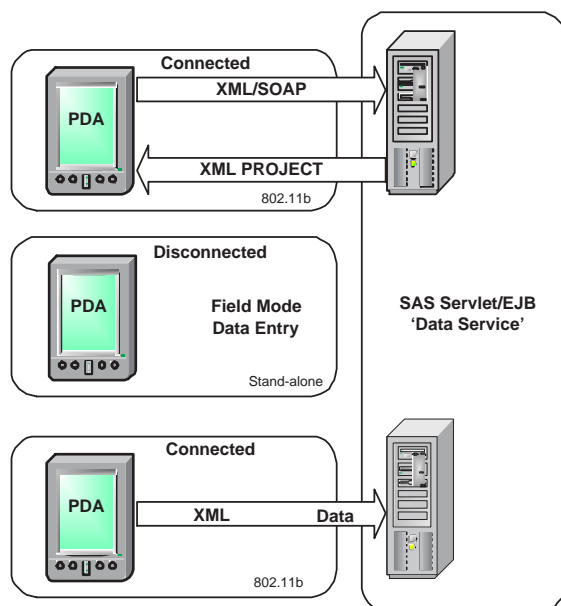 Connected
XML/SOAP
PDA
XML PROJECT
802.11b
Disconnected
PDA
Field Mode
Data Entry
Stand-alone
SAS Servlet/EJB
‘Data Service’
Connected
PDA
XML Data
802.11b